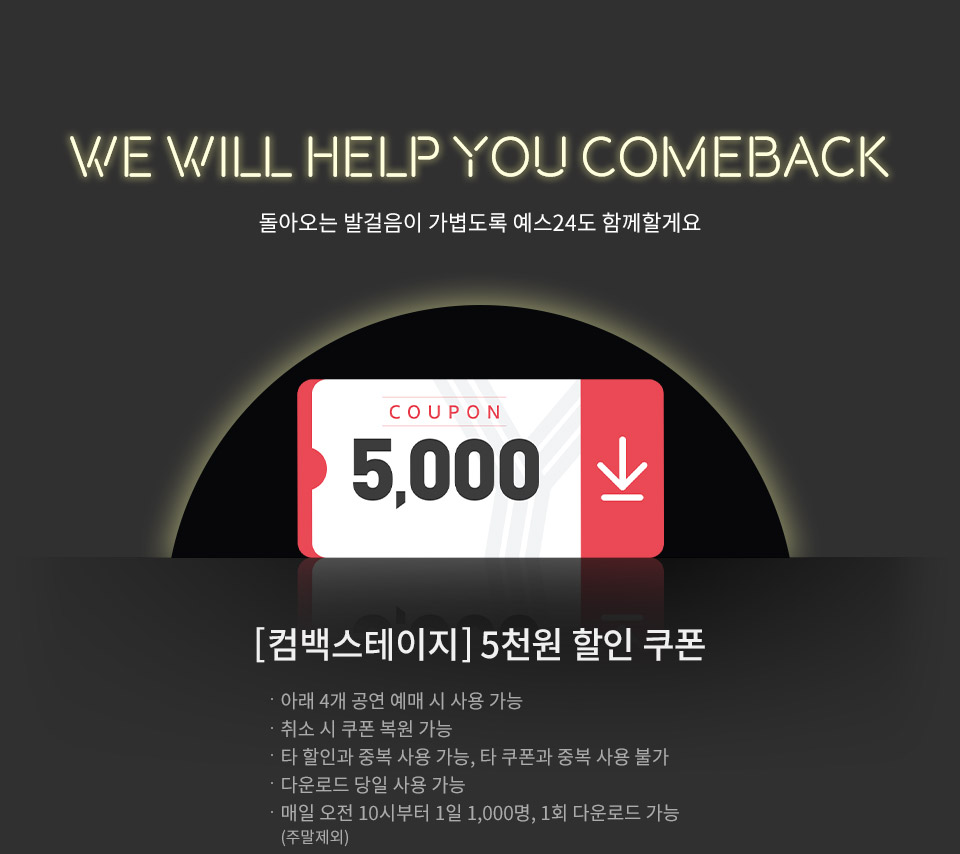 WE WILL HELP YOU COMEBACK
돌아오는 발걸음이 가볍도록 예스24도 함께할게요
COUPON
5,000
[컴백스테이지] 5천원 할인 쿠폰
· 아래 4개 공연 예매 시 사용 가능
· 취소 시 쿠폰 복원 가능
· 타 할인과 중복 사용 가능, 타 쿠폰과 중복 사용 불가
· 다운로드 당일 사용 가능
· 매일 오전 10시부터 1일 1,000명, 1회 다운로드 가능
(주말제외)